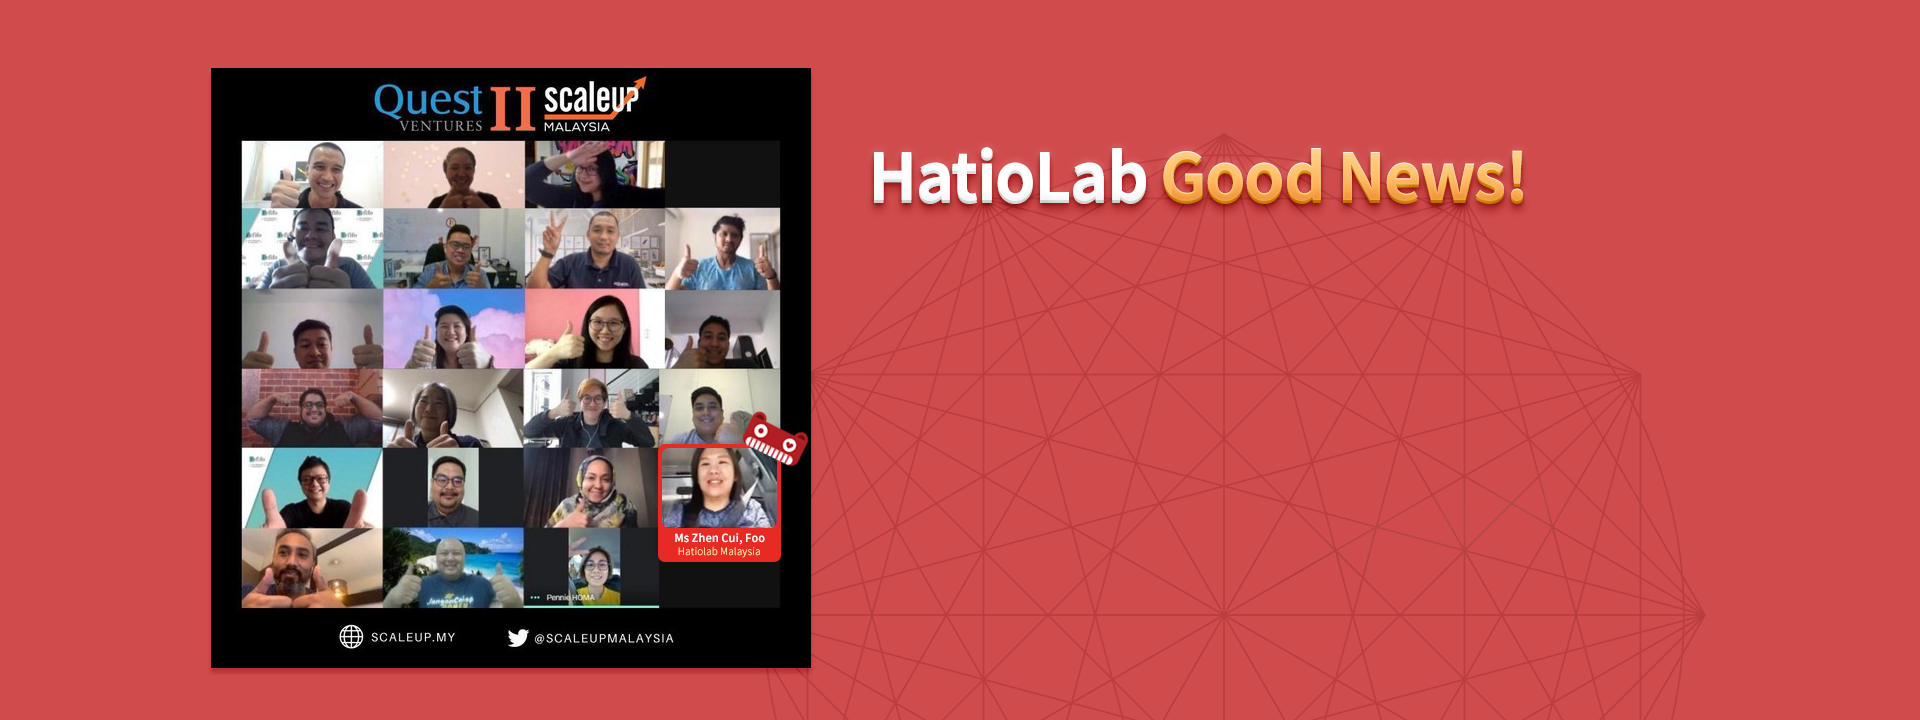 Quest
VENTURES
II
scaleup
MALAYSIA
HatioLab Good News!
Ms Zhen Cui, Foo
Hatiolab Malaysia
Pennie HOMA
SCALEUP.MY
@SCALEUPMALAYSIA